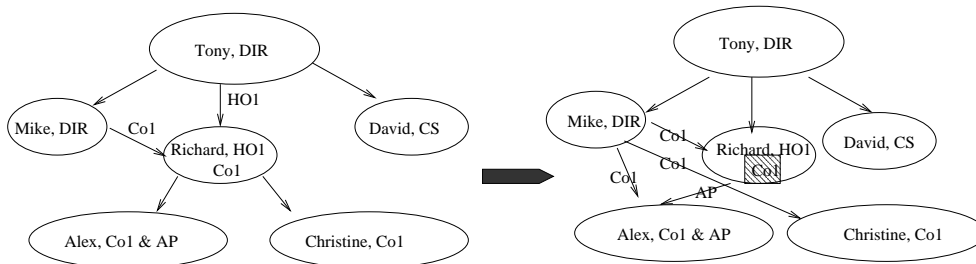 Tony, DIR
HO1
Mike, DIR
Co1
David, CS
Richard, HO1
Co1
Alex, Co1 & AP
Christine, Co1
Tony, DIR
Mike, DIR
Co1
Richard, HO1
David, CS
Co1
Co1
Co1
AP
Alex, Co1 & AP
Christine, Co1